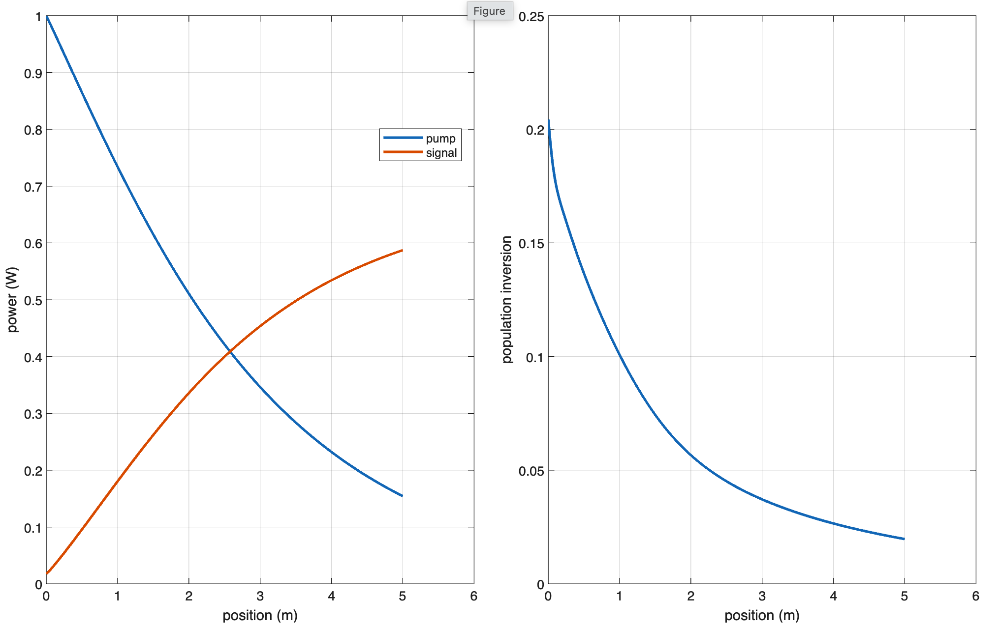 Figure
1
0.9
0.8
0.7
0.6
0.5
0.4
0.3
0.2
0.1
0
power (W)
pump
signal
0 1 2 3 4 5 6
position (m)
0.25
0.2
0.15
0.1
0.05
0
population inversion
0 1 2 3 4 5 6
position (m)